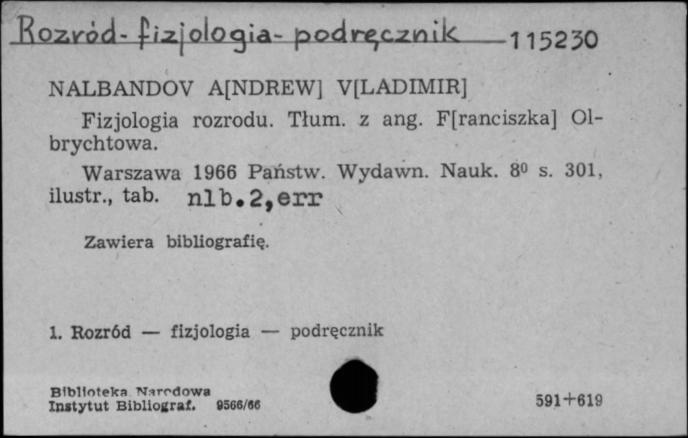 Rozród - fizjologia - podręcznik 115230
NALBANDOV A[NDREW] V[LADIMIR]
Fizjologia rozrodu. Tłum. z ang. F[ranciszka] Ol-
brychtowa.
Warszawa 1966 Państw. Wydawn. Nauk. 8⁰ s. 301,
ilustr., tab. nlb.2,err
Zawiera bibliografię.
1. Rozród — fizjologia — podręcznik
Biblioteka Narodowa
Instytut Bibliograf. 9566/66
591+619